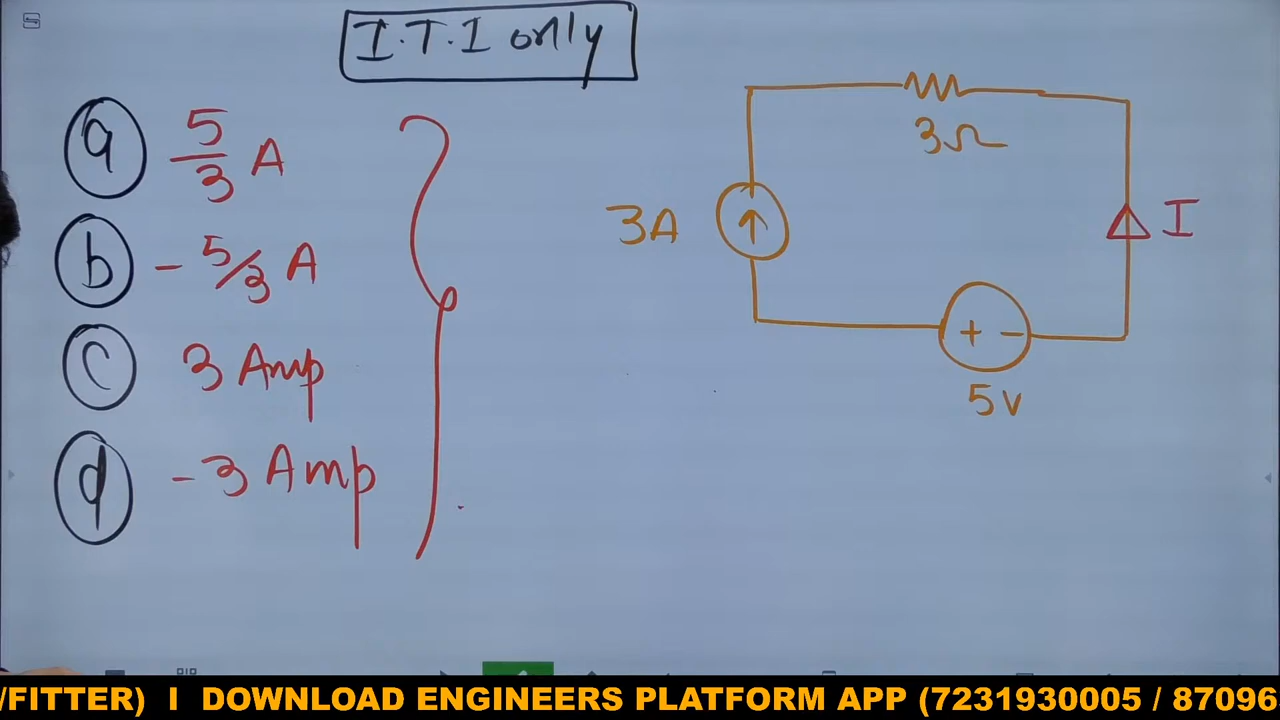 I.T.I only
a 5/3 A
b - 5/3 A
c 3 Amp
d - 3 Amp
3Ω
3A
I
+ -
5V
/FITTER) I DOWNLOAD ENGINEERS PLATFORM APP (7231930005 / 87096